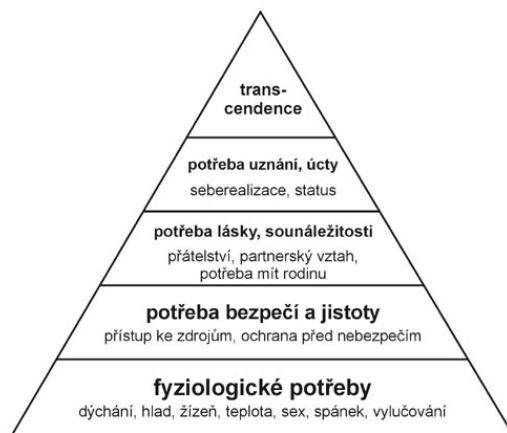 trans-
cendence
potřeba uznání, úcty
seberealizace, status
potřeba lásky, sounáležitosti
přátelství, partnerský vztah,
potřeba mít rodinu
potřeba bezpečí a jistoty
přístup ke zdrojům, ochrana před nebezpečím
fyziologické potřeby
dýchání, hlad, žízeň, teplota, sex, spánek, vylučování